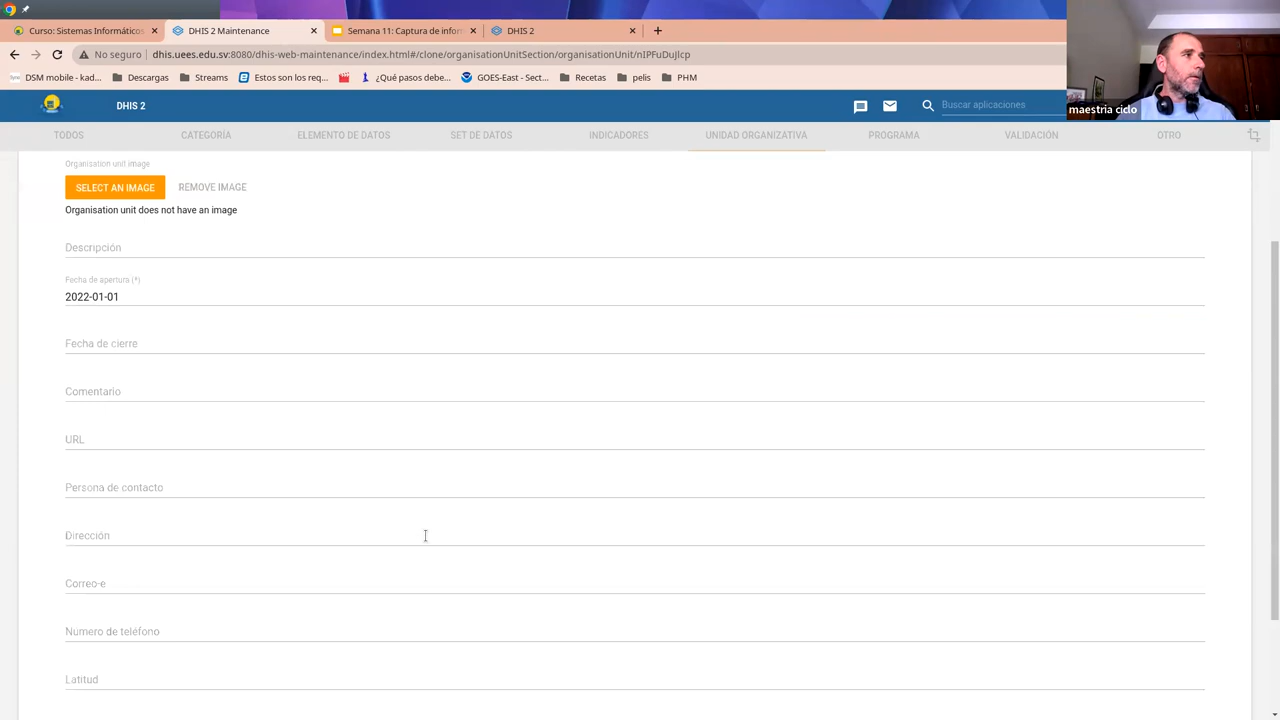 Curso: Sistemas Informáticos
DHIS 2 Maintenance
Semana 11: Captura de infor
DHIS 2
No seguro
dhis.uees.edu.sv:8080/dhis-web-maintenance/index.html#/clone/organisationUnitSection/organisationUnit/nIPFuDuJlcp
DSM mobile - kad...
Descargas
Streams
Estos son los req...
¿Qué pasos debe...
GOES-East - Sect...
Recetas
pelis
PHM
maestria ciclo
DHIS 2
Buscar aplicaciones
TODOS
CATEGORÍA
ELEMENTO DE DATOS
SET DE DATOS
INDICADORES
UNIDAD ORGANIZATIVA
PROGRAMA
VALIDACIÓN
OTRO
Organisation unit image
SELECT AN IMAGE
REMOVE IMAGE
Organisation unit does not have an image
Descripción
Fecha de apertura (*)
2022-01-01
Fecha de cierre
Comentario
URL
Persona de contacto
Dirección
Correo-e
Numero de teléfono
Latitud